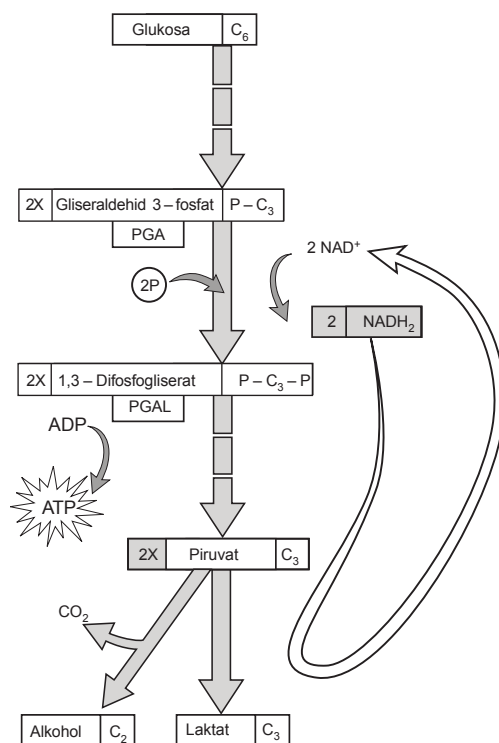 Glukosa C₆
2X Gliseraldehid 3 – fosfat P – C₃
PGA
2 NAD⁺
2P
2 NADH₂
2X 1,3 – Difosfogliserat P – C₃ – P
PGAL
ADP
ATP
2X Piruvat C₃
CO₂
Alkohol C₂ Laktat C₃